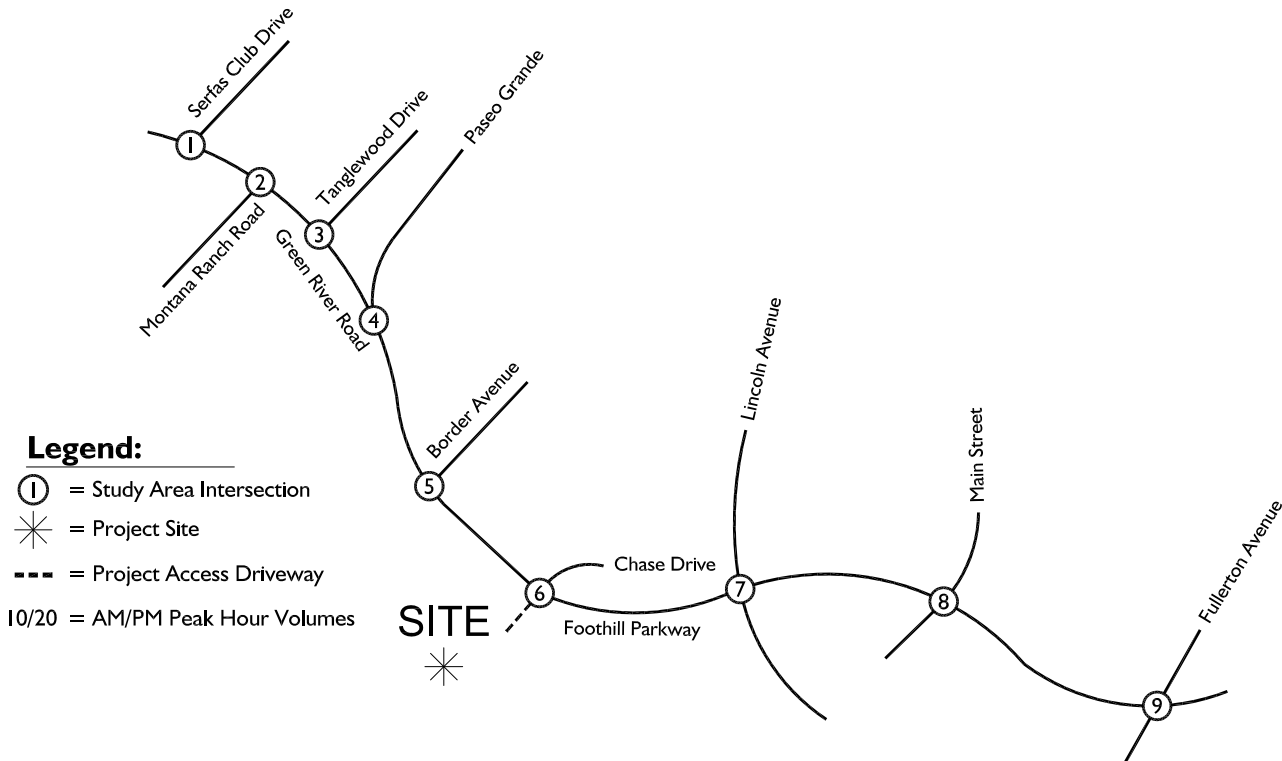 Serfas Club Drive
1
2
Tanglewood Drive
Paseo Grande
3
Montana Ranch Road
Green River Road
4
Lincoln Avenue
Border Avenue
Main Street
Legend:
1 = Study Area Intersection
= Project Site
= Project Access Driveway
10/20 = AM/PM Peak Hour Volumes
5
Chase Drive
6
7
8
SITE
Foothill Parkway
Fullerton Avenue
9